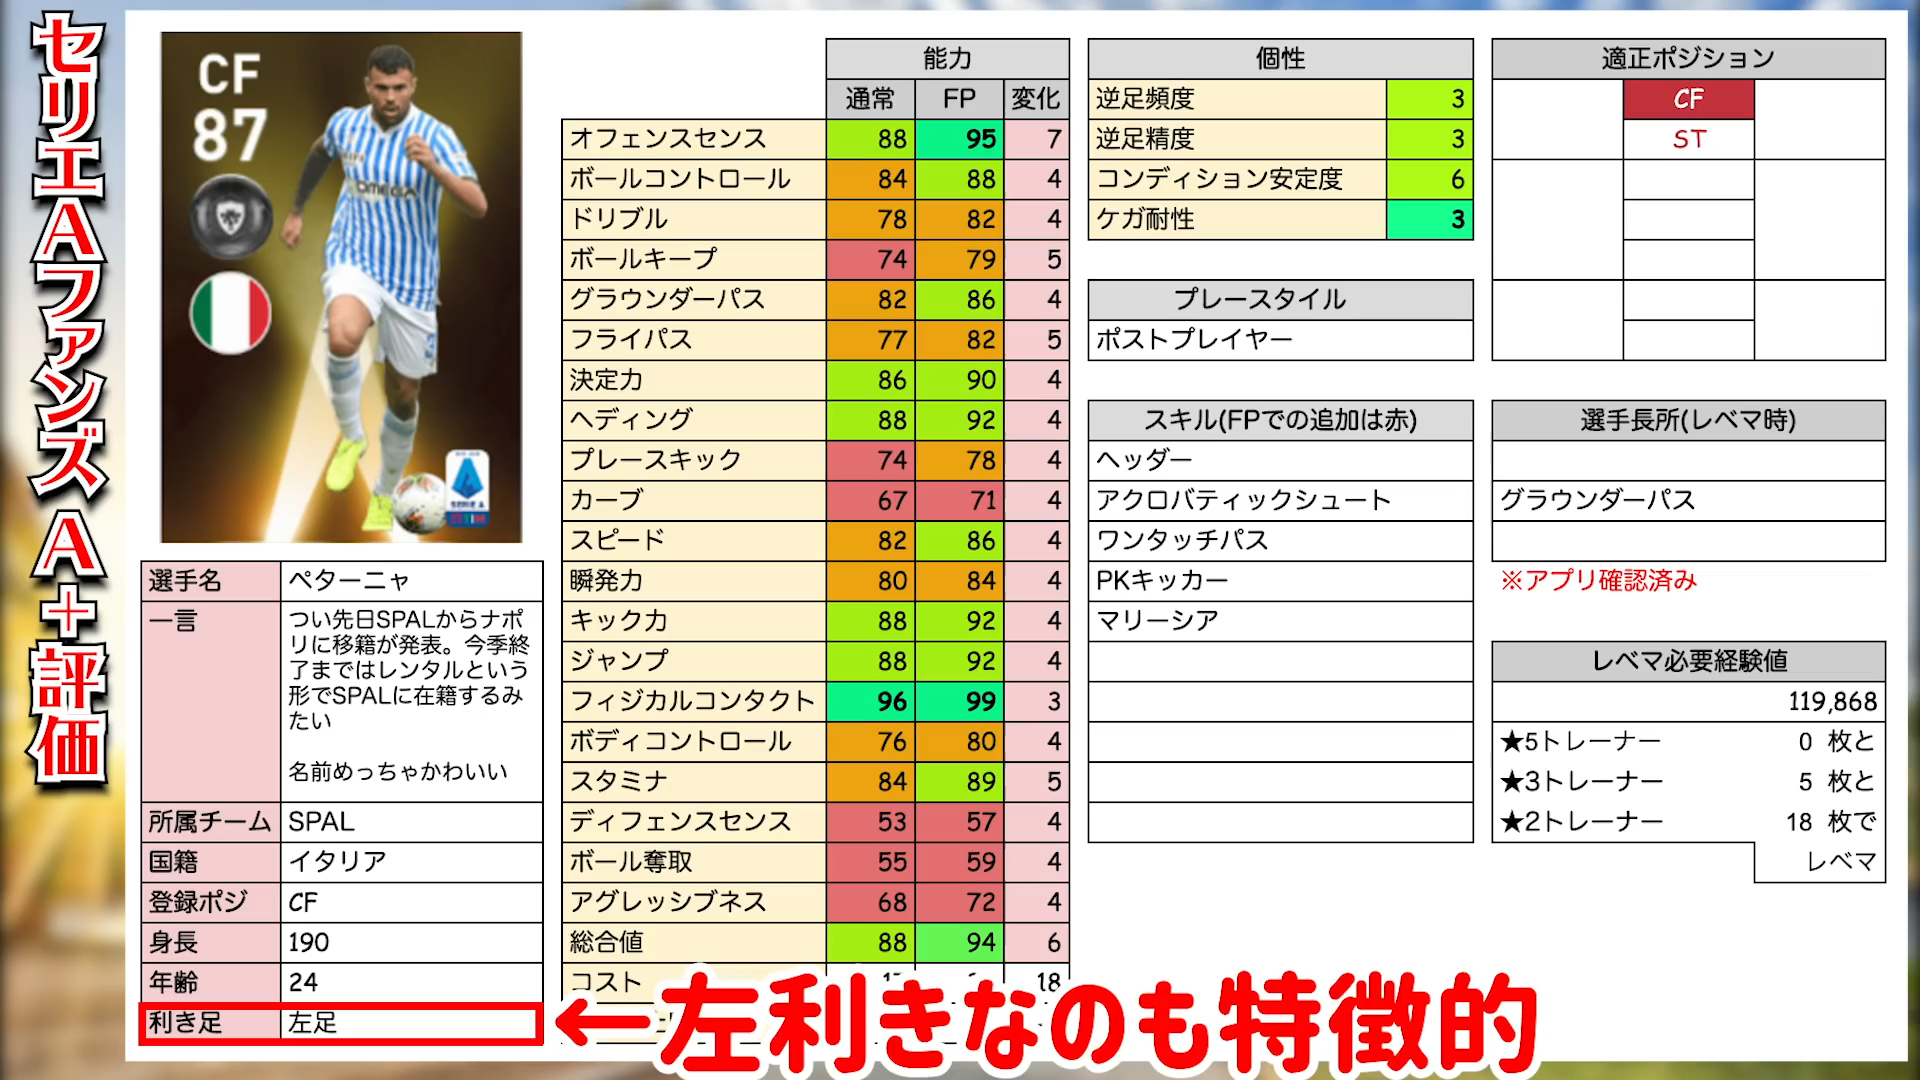 セリエAファンズ A+評価
CF
87
OMEGA
SERIE A
TIM
選手名 ペターニャ
一言 つい先日SPALからナポ
リに移籍が発表。今季終
了まではレンタルという
形でSPALに在籍するみ
たい
名前めっちゃかわいい
所属チーム SPAL
国籍 イタリア
登録ポジ CF
身長 190
年齢 24
利き足 左足
能力
通常 FP 変化
オフェンスセンス 88 95 7
ボールコントロール 84 88 4
ドリブル 78 82 4
ボールキープ 74 79 5
グラウンダーパス 82 86 4
フライパス 77 82 5
決定力 86 90 4
ヘディング 88 92 4
プレースキック 74 78 4
カーブ 67 71 4
スピード 82 86 4
瞬発力 80 84 4
キック力 88 92 4
ジャンプ 88 92 4
フィジカルコンタクト 96 99 3
ボディコントロール 76 80 4
スタミナ 84 89 5
ディフェンスセンス 53 57 4
ボール奪取 55 59 4
アグレッシブネス 68 72 4
総合値 88 94 6
コスト 18
←左利きなのも特徴的
個性
逆足頻度 3
逆足精度 3
コンディション安定度 6
ケガ耐性 3
プレースタイル
ポストプレイヤー
スキル(FPでの追加は赤)
ヘッダー
アクロバティックシュート
ワンタッチパス
PKキッカー
マリーシア
適正ポジション
CF
ST
選手長所(レベマ時)
グラウンダーパス
※アプリ確認済み
レベマ必要経験値
119,868
★5トレーナー 0 枚と
★3トレーナー 5 枚と
★2トレーナー 18 枚で
レベマ